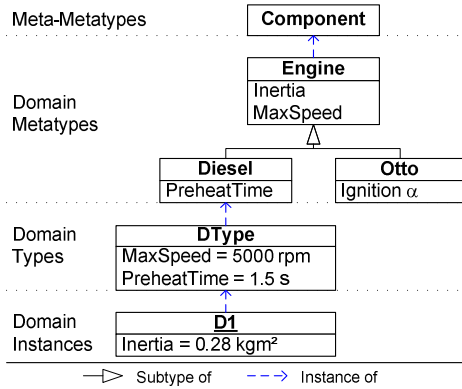 Meta-Metatypes
Component
Engine
Inertia
MaxSpeed
Domain
Metatypes
Diesel
PreheatTime
Otto
Ignition α
Domain
Types
DType
MaxSpeed = 5000 rpm
PreheatTime = 1.5 s
Domain
Instances
D1
Inertia = 0.28 kgm²
Subtype of
Instance of